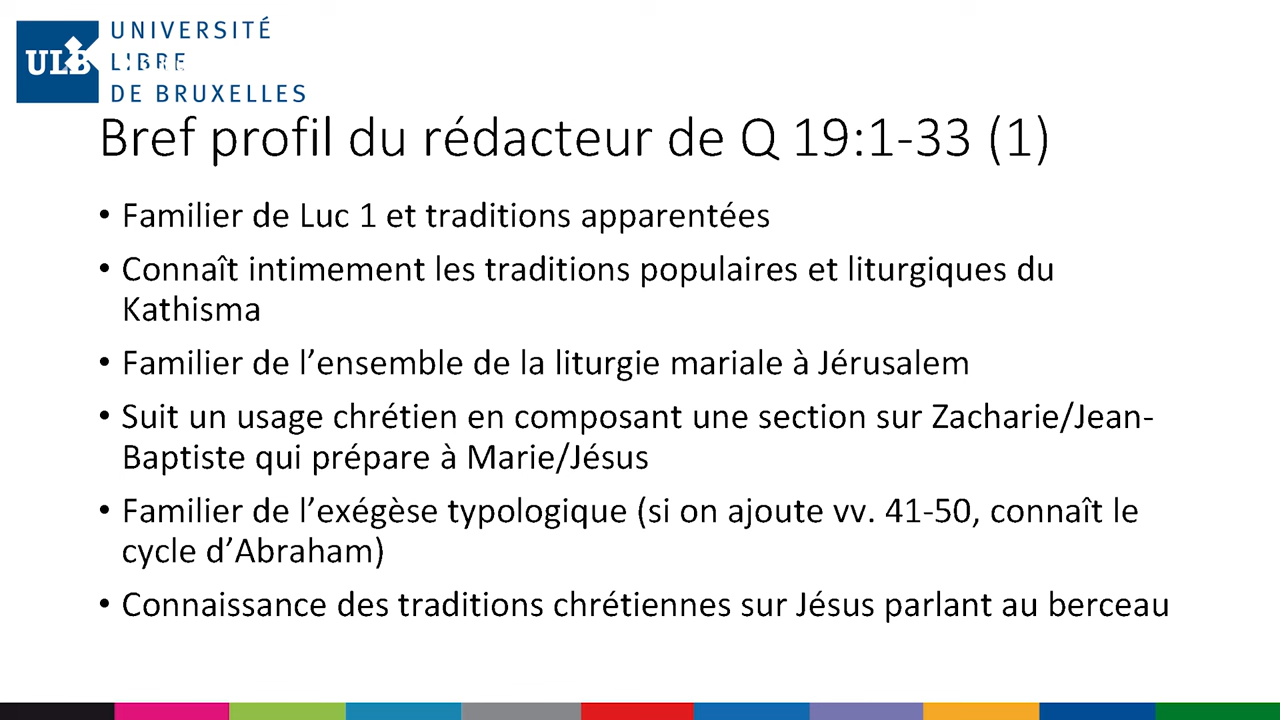 UNIVERSITÉ
ULB LIBRE
DE BRUXELLES
Bref profil du rédacteur de Q 19:1-33 (1)
• Familier de Luc 1 et traditions apparentées
• Connaît intimement les traditions populaires et liturgiques du
Kathisma
• Familier de l’ensemble de la liturgie mariale à Jérusalem
• Suit un usage chrétien en composant une section sur Zacharie/Jean-
Baptiste qui prépare à Marie/Jésus
• Familier de l’exégèse typologique (si on ajoute vv. 41-50, connaît le
cycle d’Abraham)
• Connaissance des traditions chrétiennes sur Jésus parlant au berceau